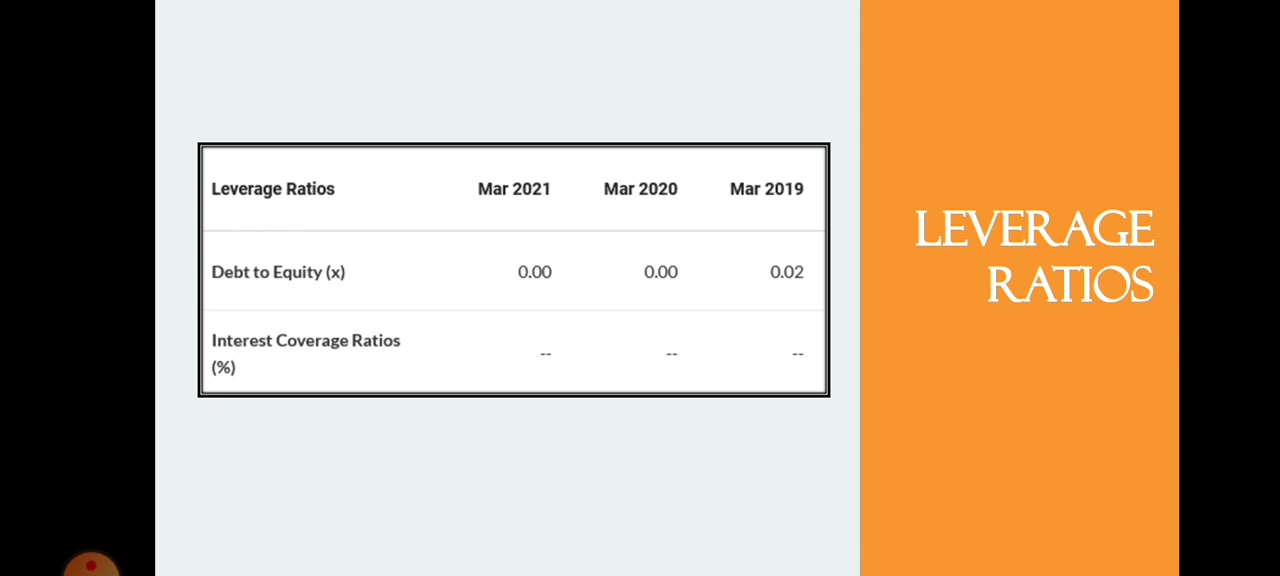 Leverage Ratios Mar 2021 Mar 2020 Mar 2019
Debt to Equity (x) 0.00 0.00 0.02
Interest Coverage Ratios
(%) -- -- --
LEVERAGE
RATIOS